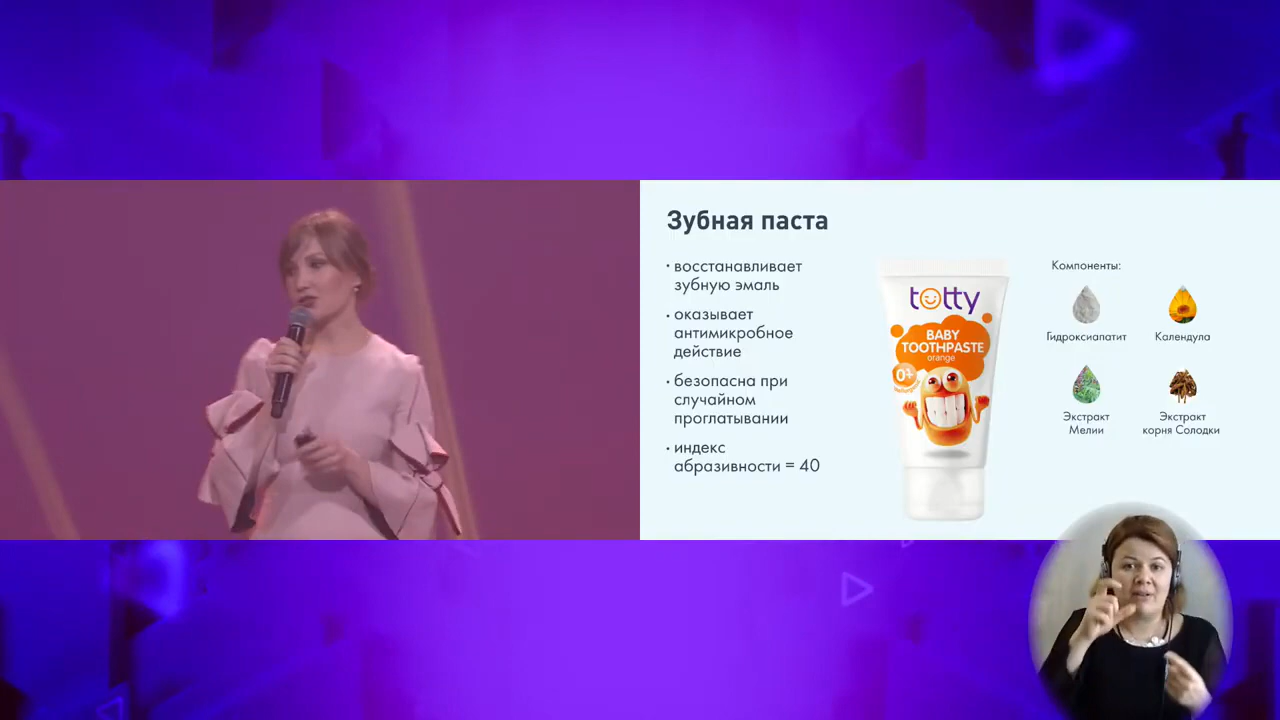 Зубная паста
· восстанавливает
зубную эмаль
· оказывает
антимикробное
действие
· безопасна при
случайном
проглатывании
· индекс
абразивности = 40
totty
BABY
TOOTHPASTE
orange
0+
Компоненты:
Гидроксиапатит
Календула
Экстракт
Мелии
Экстракт
корня Солодки